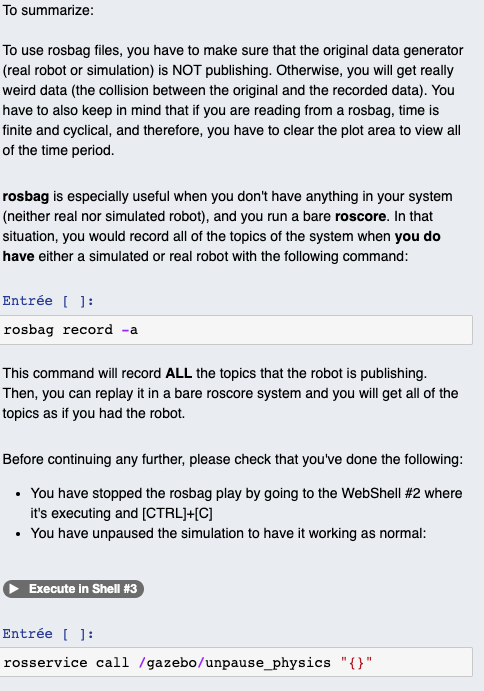 To summarize:
To use rosbag files, you have to make sure that the original data generator
(real robot or simulation) is NOT publishing. Otherwise, you will get really
weird data (the collision between the original and the recorded data). You
have to also keep in mind that if you are reading from a rosbag, time is
finite and cyclical, and therefore, you have to clear the plot area to view all
of the time period.
rosbag is especially useful when you don't have anything in your system
(neither real nor simulated robot), and you run a bare roscore. In that
situation, you would record all of the topics of the system when you do
have either a simulated or real robot with the following command:
Entrée [ ]:
rosbag record -a
This command will record ALL the topics that the robot is publishing.
Then, you can replay it in a bare roscore system and you will get all of the
topics as if you had the robot.
Before continuing any further, please check that you've done the following:
• You have stopped the rosbag play by going to the WebShell #2 where
it's executing and [CTRL]+[C]
• You have unpaused the simulation to have it working as normal:
Execute in Shell #3
Entrée [ ]:
rosservice call /gazebo/unpause_physics "{}"